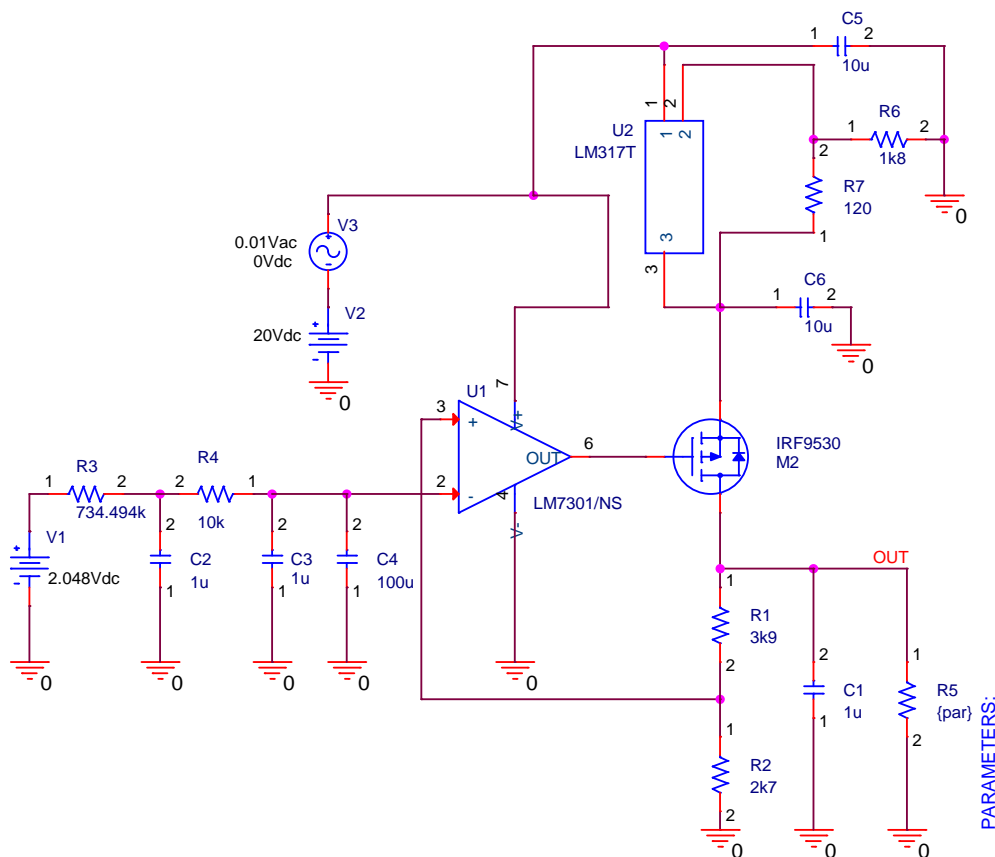 C5
1
2
10u
1
2
U2
LM317T
1
2
3
3
R6
1
2
1k8
0
2
R7
120
1
C6
1
2
10u
0
V3
0.01Vac
0Vdc
+
-
V2
20Vdc
+
-
0
U1
7
3
+
V+
OUT
6
2
-
4
V-
LM7301/NS
IRF9530
M2
R3
1
2
734.494k
R4
2
1
10k
V1
+
-
2.048Vdc
0
2
C2
1u
1
0
2
C3
1u
1
0
2
C4
100u
1
0
0
OUT
1
R1
3k9
2
1
R2
2k7
2
0
2
C1
1u
1
0
1
R5
{par}
2
0
PARAMETERS: